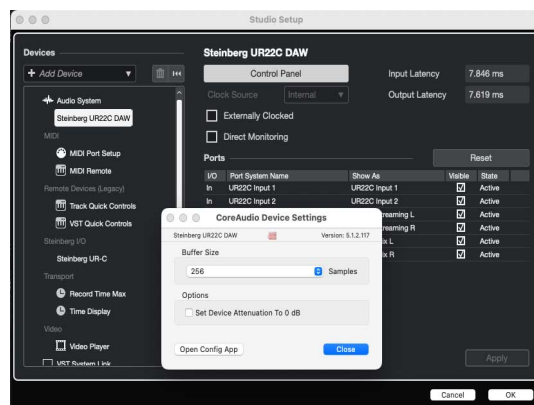 Studio Setup
Devices
Steinberg UR22C DAW
+ Add Device
Control Panel
Input Latency 7.846 ms
Clock Source Internal
Output Latency 7.619 ms
Audio System
Externally Clocked
Steinberg UR22C DAW
Direct Monitoring
MIDI
Ports
Reset
MIDI Port Setup
I/O Port System Name Show As Visible State
MIDI Remote
In UR22C Input 1 UR22C Input 1 Active
Remote Devices (Legacy)
In UR22C Input 2 UR22C Input 2 Active
Track Quick Controls
treaming L Active
VST Quick Controls
treaming R Active
Steinberg I/O
ix L Active
Steinberg UR-C
ix R Active
Transport
Record Time Max
Time Display
Video
Video Player
VST System Link
CoreAudio Device Settings
Steinberg UR22C DAW Version: 5.1.2.117
Buffer Size
256 Samples
Options
Set Device Attenuation To 0 dB
Open Config App Close
Apply
Cancel OK